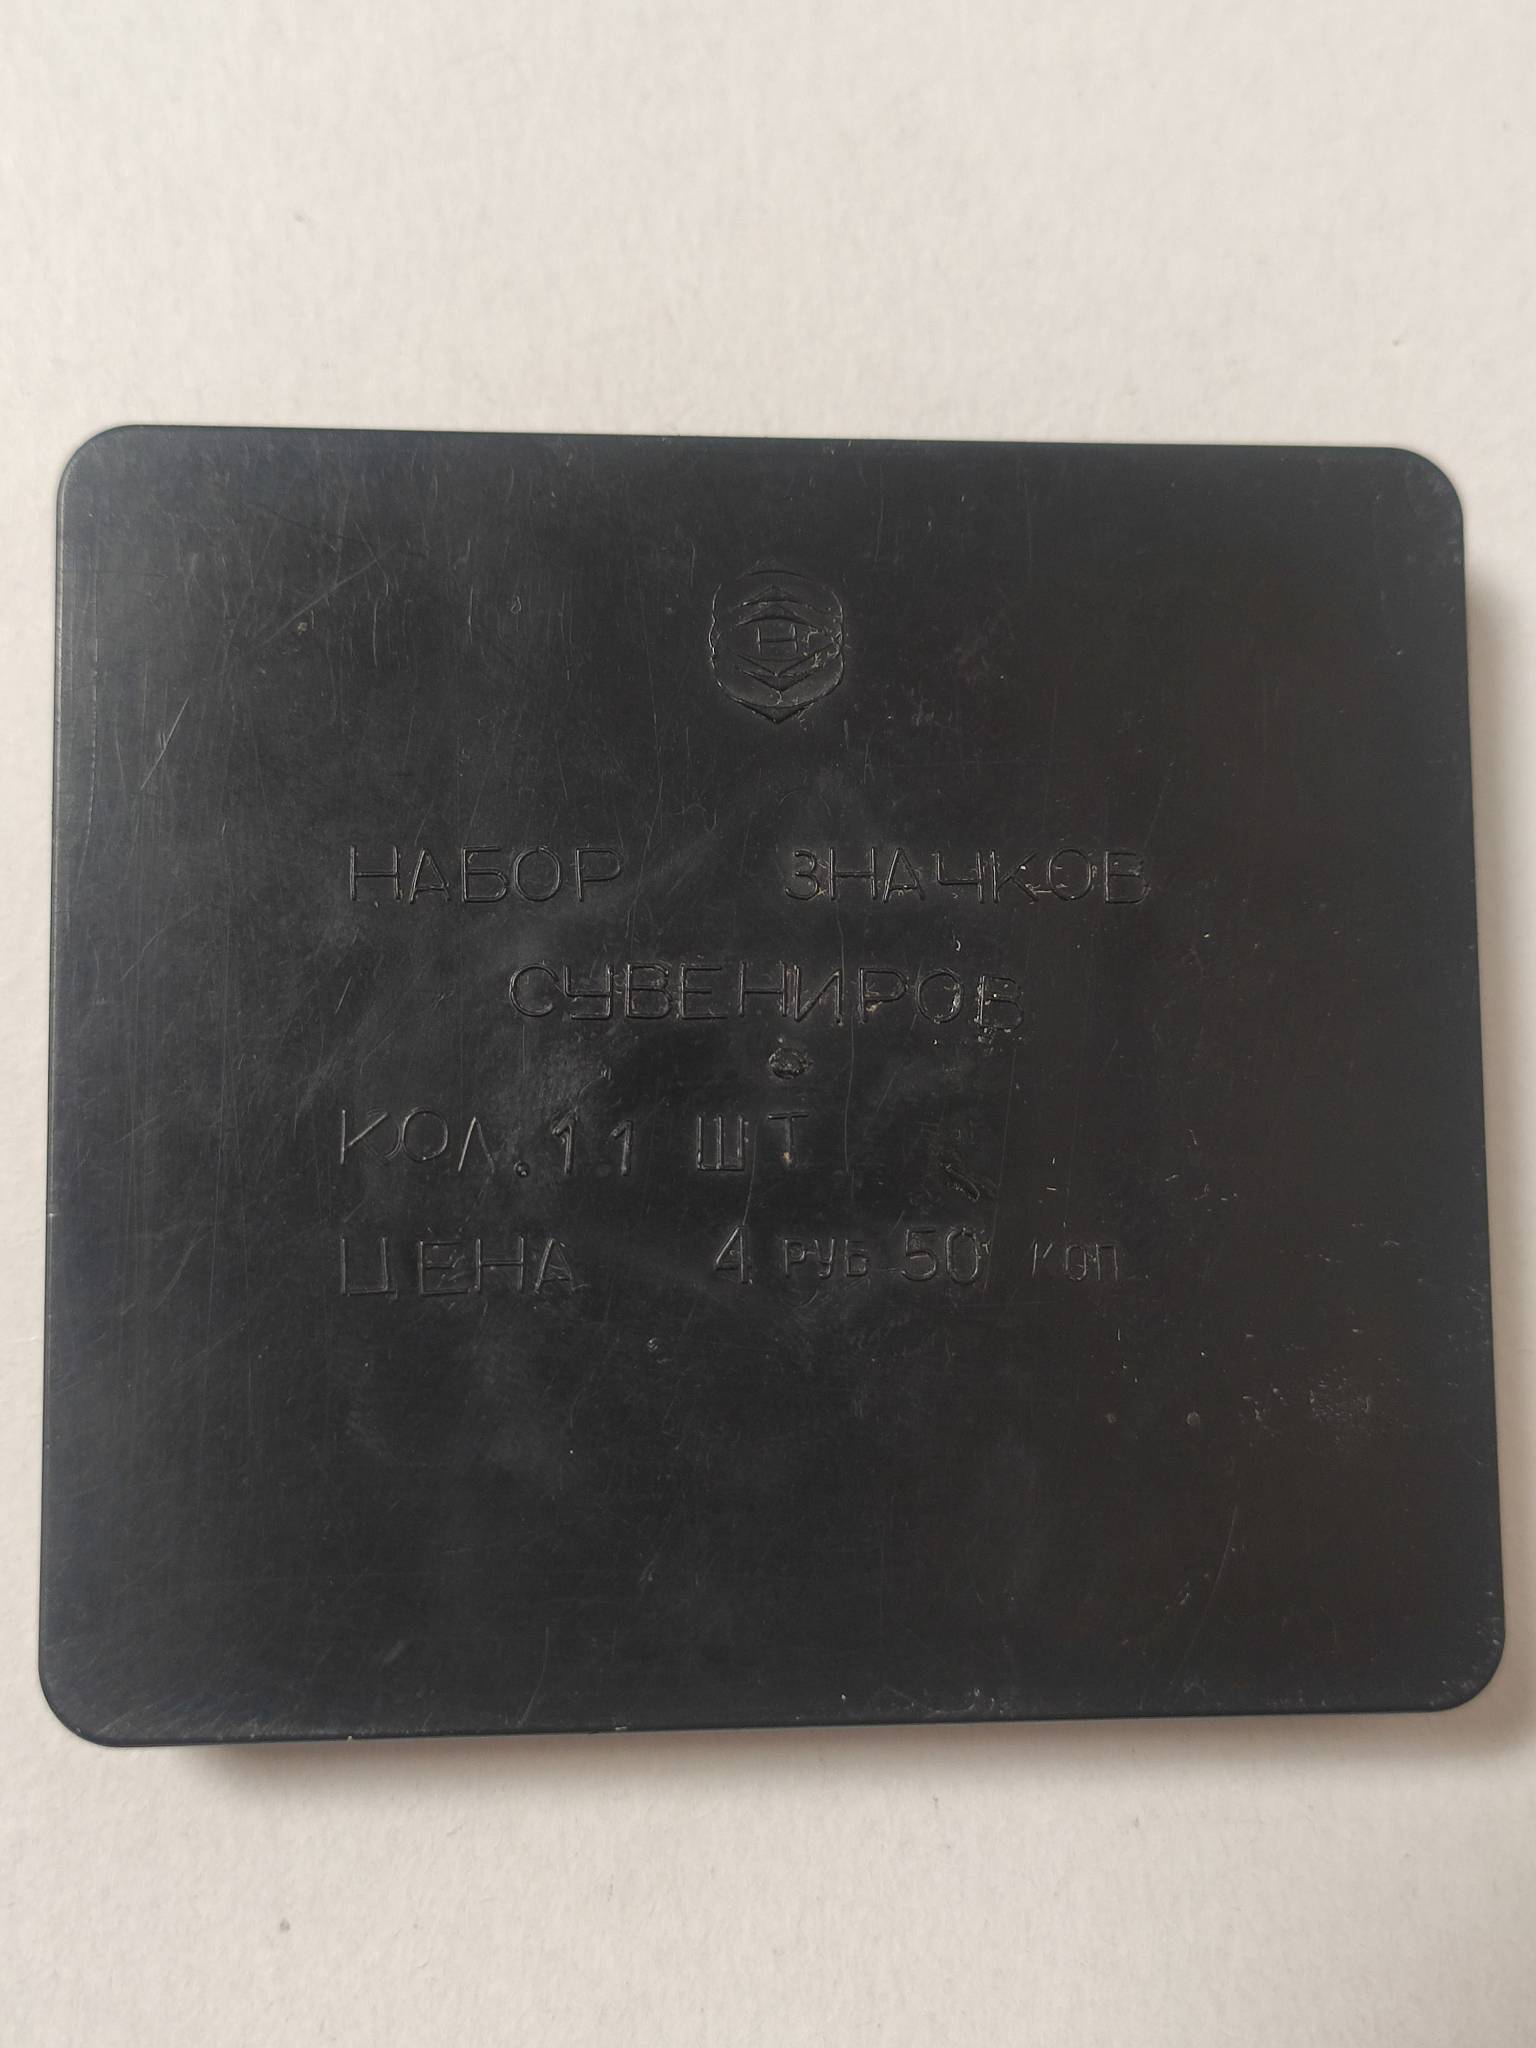 Н
НАБОР ЗНАЧКОВ
СУВЕНИРОВ
КОЛ. 11 ШТ
ЦЕНА 4 РУБ 50 КОП